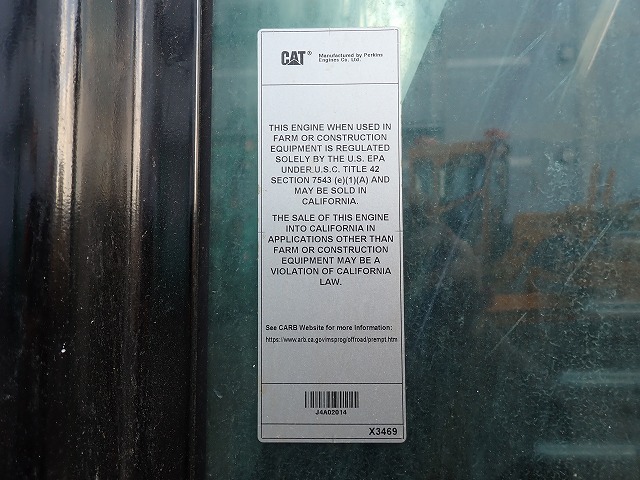 CAT® Manufactured by Perkins
Engines Co. Ltd.
THIS ENGINE WHEN USED IN
FARM OR CONSTRUCTION
EQUIPMENT IS REGULATED
SOLELY BY THE U.S. EPA
UNDER U.S.C. TITLE 42
SECTION 7543 (e)(1)(A) AND
MAY BE SOLD IN
CALIFORNIA.
THE SALE OF THIS ENGINE
INTO CALIFORNIA IN
APPLICATIONS OTHER THAN
FARM OR CONSTRUCTION
EQUIPMENT MAY BE A
VIOLATION OF CALIFORNIA
LAW.
See CARB Website for more Information:
https://www.arb.ca.gov/msprog/offroad/prempt.htm
J4A02014
X3469